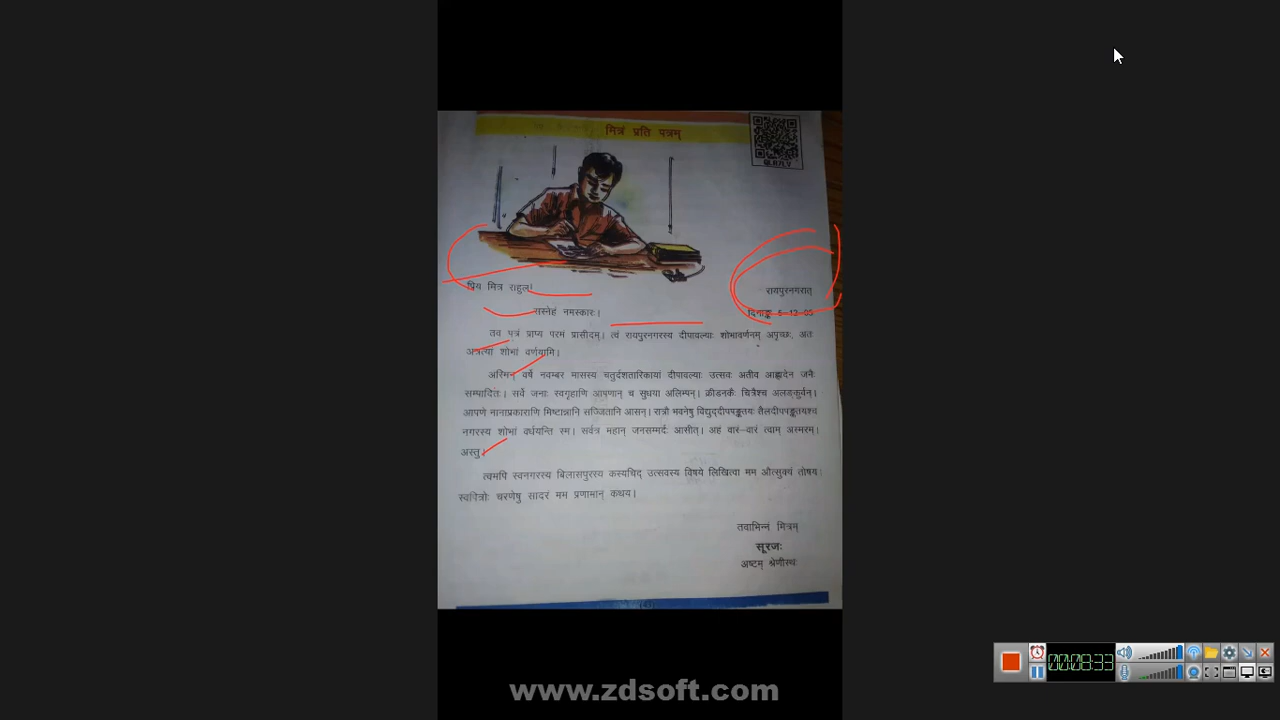 मित्रं प्रति पत्रम्
प्रिय मित्र राहुल!
रायपुरनगरात्
सस्नेहं नमस्कारः।
दिनाङ्क 5-12-05
तव पत्रं प्राप्य परमं प्रासीदम्। त्वं रायपुरनगरस्य दीपावल्याः शोभावर्णनम् अपृच्छः, अतः
अत्रत्यां शोभां वर्णयामि।
अस्मिन् वर्षे नवम्बर मासस्य चतुर्दशतारिकायां दीपावल्याः उत्सवः अतीव आह्लादेन जनैः
सम्पादितः। सर्वे जनाः स्वगृहाणि आपणान् च सुधया अलिम्पन्। क्रीडनकैः चित्रैश्च अलङ्कुर्वन्।
आपणे नानाप्रकाराणि मिष्टान्नानि सज्जितानि आसन्। रात्रौ भवनेषु विद्युद्दीपपङ्क्तयः तैलदीपपङ्क्तयश्च
नगरस्य शोभां वर्धयन्ति स्म। सर्वत्र महान् जनसम्मर्दः आसीत्। अहं वारं-वारं त्वाम् अस्मरम्।
अस्तु।
त्वमपि स्वनगरस्य बिलासपुरस्य कस्यचिद् उत्सवस्य विषये लिखित्वा मम औत्सुक्यं तोषय।
स्वपित्रोः चरणेषु सादरं मम प्रणामान् कथय।
तवाभिन्नं मित्रम्
सूरजः
अष्टम् श्रेणीस्थः
00:08:33
www.zdsoft.com